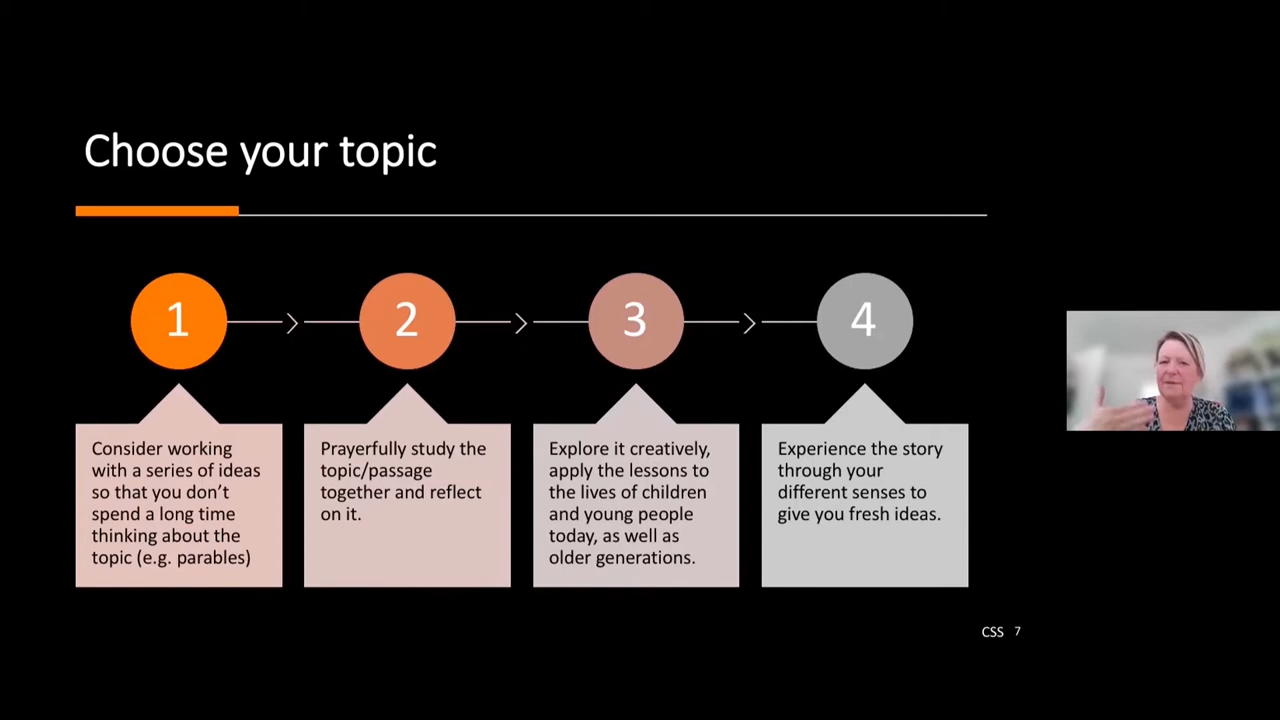 Choose your topic
1
2
3
4
Consider working
with a series of ideas
so that you don’t
spend a long time
thinking about the
topic (e.g. parables)
Prayerfully study the
topic/passage
together and reflect
on it.
Explore it creatively,
apply the lessons to
the lives of children
and young people
today, as well as
older generations.
Experience the story
through your
different senses to
give you fresh ideas.
CSS 7